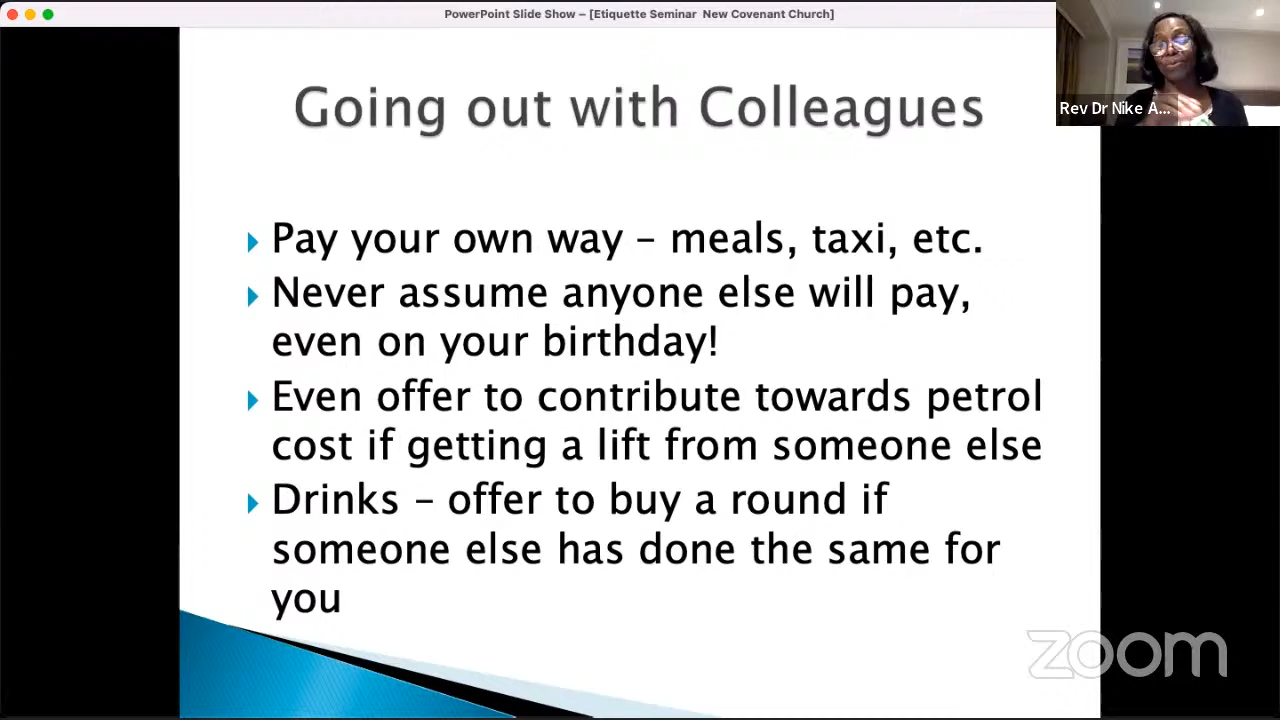 PowerPoint Slide Show – [Etiquette Seminar  New Covenant Church]
Rev Dr Nike A...
Going out with Colleagues
Pay your own way – meals, taxi, etc.
Never assume anyone else will pay,
even on your birthday!
Even offer to contribute towards petrol
cost if getting a lift from someone else
Drinks – offer to buy a round if
someone else has done the same for
you
zoom